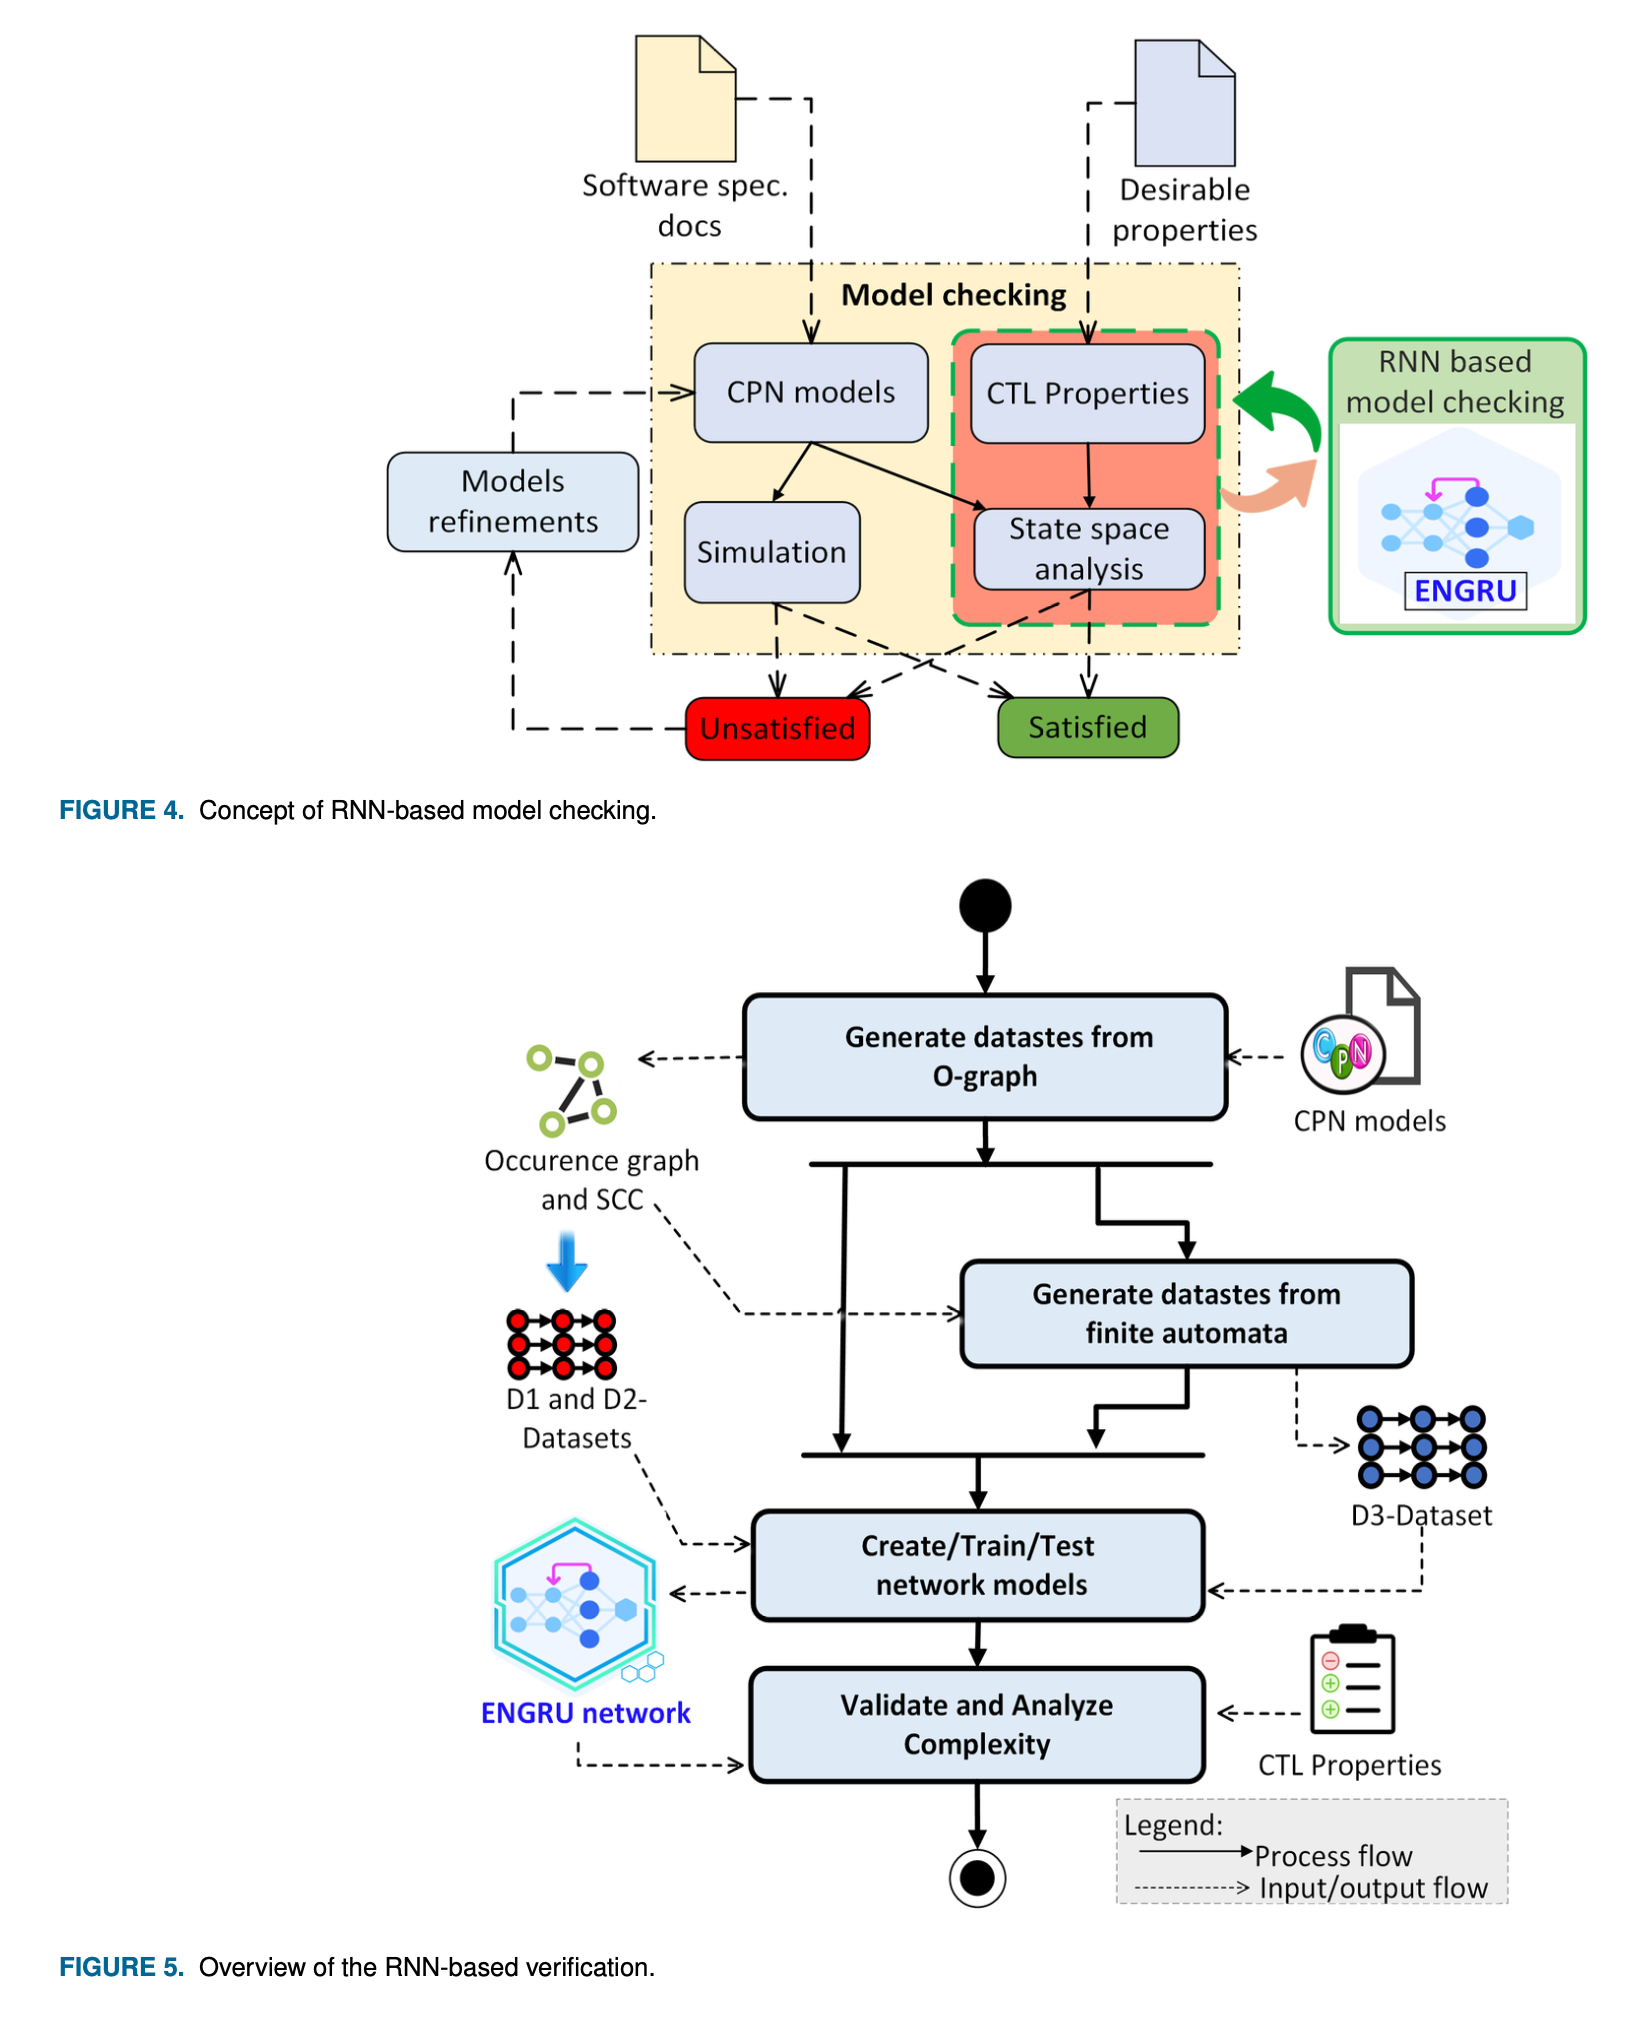 Software spec.
docs
Desirable
properties
Model checking
CPN models
CTL Properties
RNN based
model checking
Models
refinements
Simulation
State space
analysis
ENGRU
Unsatisfied
Satisfied
FIGURE 4. Concept of RNN-based model checking.
Generate datastes from
O-graph
CPN
CPN models
Occurence graph
and SCC
Generate datastes from
finite automata
D1 and D2-
Datasets
D3-Dataset
Create/Train/Test
network models
ENGRU network
Validate and Analyze
Complexity
CTL Properties
Legend:
Process flow
Input/output flow
FIGURE 5. Overview of the RNN-based verification.